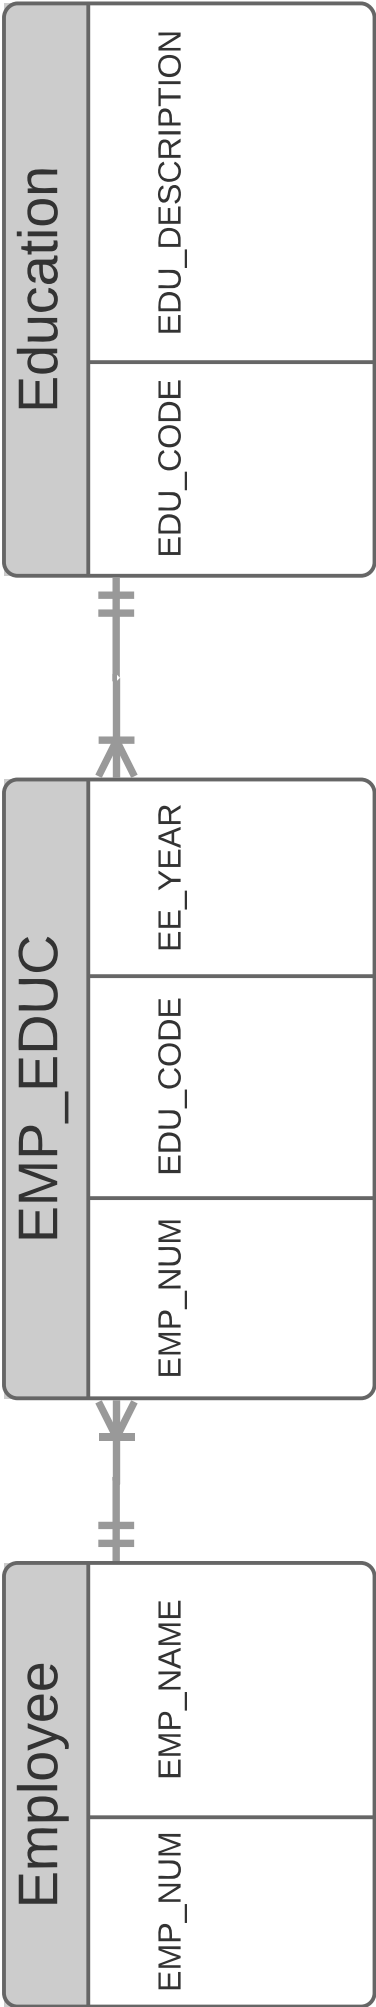 Employee
EMP_NUM
EMP_NAME
EMP_EDUC
EMP_NUM
EDU_CODE
EE_YEAR
Education
EDU_CODE
EDU_DESCRIPTION